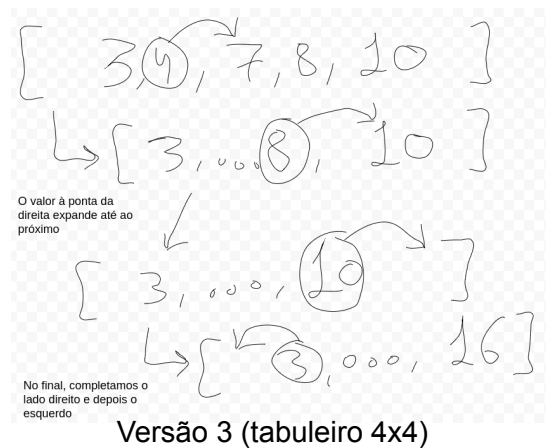 [ 3, 4, 7, 8, 10 ]
[ 3, ... 8, 10 ]
O valor à ponta da
direita expande até ao
próximo
[ 3, ..., 10 ]
[ 3, ..., 16 ]
No final, completamos o
lado direito e depois o
esquerdo
Versão 3 (tabuleiro 4x4)